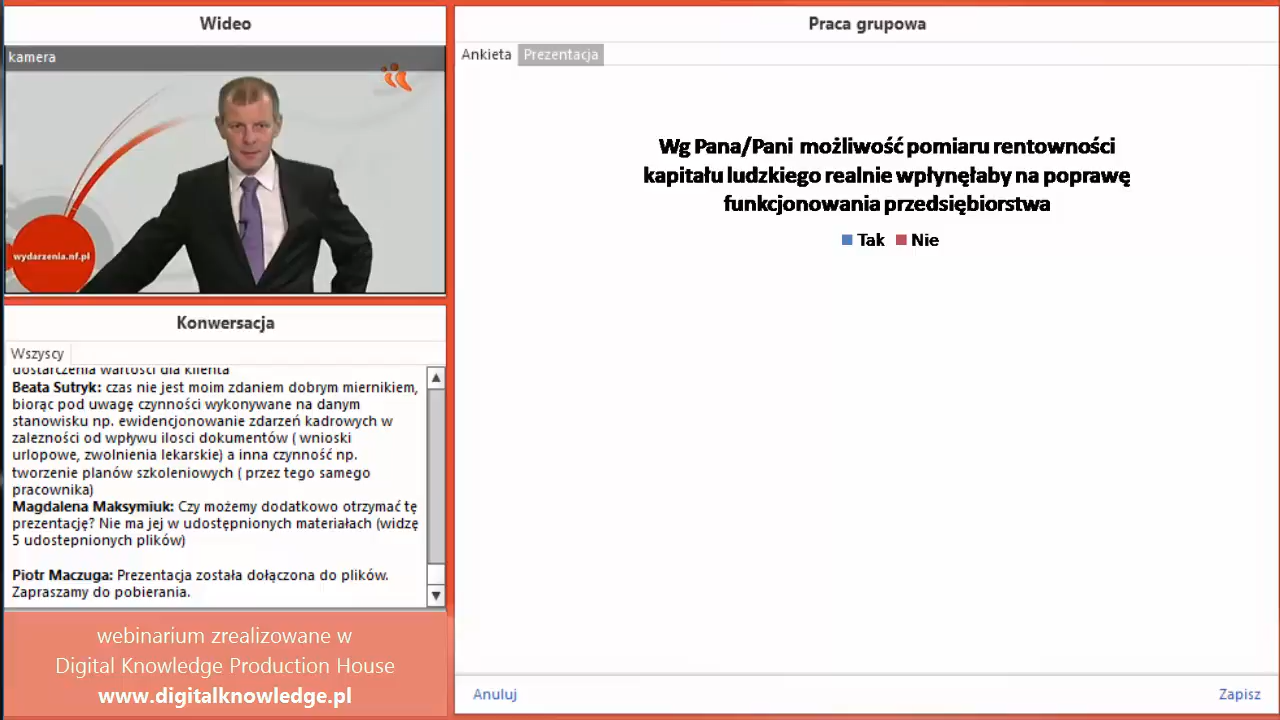 Wideo
kamera
wydarzenia.nf.pl
Konwersacja
Wszyscy
dostarczenia wartości dla klienta
Beata Sutryk: czas nie jest moim zdaniem dobrym miernikiem,
biorąc pod uwagę czynności wykonywane na danym
stanowisku np. ewidencjonowanie zdarzeń kadrowych w
zalezności od wpływu ilosci dokumentów ( wnioski
urlopowe, zwolnienia lekarskie) a inna czynność np.
tworzenie planów szkoleniowych ( przez tego samego
pracownika)
Magdalena Maksymiuk: Czy możemy dodatkowo otrzymać tę
prezentację? Nie ma jej w udostępnionych materiałach (widzę
5 udostepnionych plików)
Piotr Maczuga: Prezentacja została dołączona do plików.
Zapraszamy do pobierania.
webinarium zrealizowane w
Digital Knowledge Production House
www.digitalknowledge.pl
Praca grupowa
Ankieta Prezentacja
Wg Pana/Pani możliwość pomiaru rentowności
kapitału ludzkiego realnie wpłynęłaby na poprawę
funkcjonowania przedsiębiorstwa
Tak Nie
Anuluj Zapisz